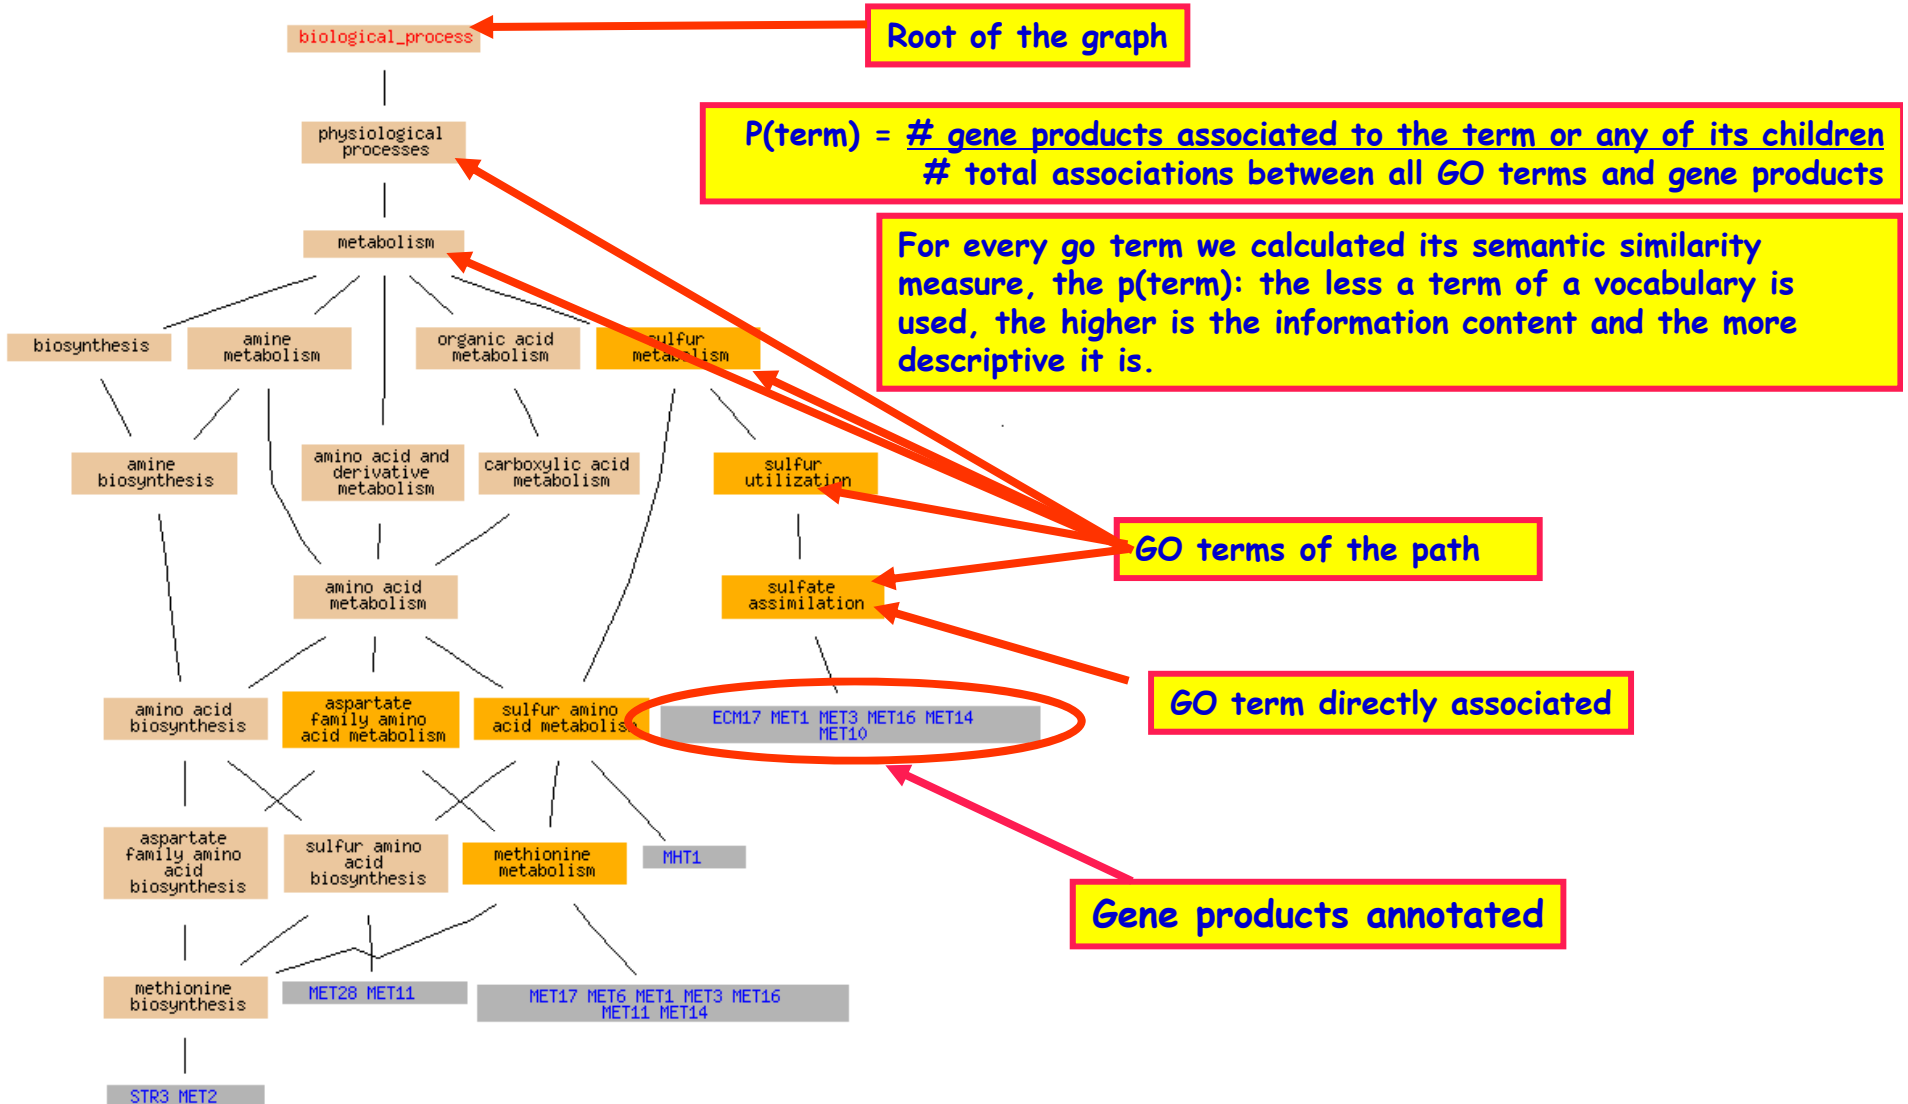 biological_process
Root of the graph
physiological
processes
P(term) = # gene products associated to the term or any of its children
# total associations between all GO terms and gene products
metabolism
For every go term we calculated its semantic similarity
measure, the p(term): the less a term of a vocabulary is
used, the higher is the information content and the more
descriptive it is.
biosynthesis
amine
metabolism
organic acid
metabolism
sulfur
metabolism
amine
biosynthesis
amino acid and
derivative
metabolism
carboxylic acid
metabolism
sulfur
utilization
GO terms of the path
amino acid
metabolism
sulfate
assimilation
GO term directly associated
amino acid
biosynthesis
aspartate
family amino
acid metabolism
sulfur amino
acid metabolism
ECM17 MET1 MET3 MET16 MET14
MET10
aspartate
family amino
acid
biosynthesis
sulfur amino
acid
biosynthesis
methionine
metabolism
MHT1
Gene products annotated
methionine
biosynthesis
MET28 MET11
MET17 MET6 MET1 MET3 MET16
MET11 MET14
STR3 MET2